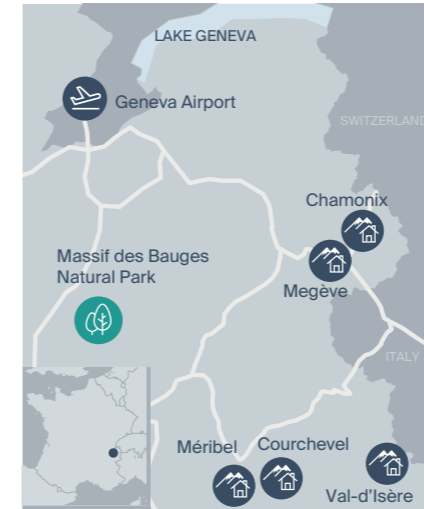 LAKE GENEVA
Geneva Airport
SWITZERLAND
Chamonix
Massif des Bauges
Natural Park
Megève
ITALY
Méribel
Courchevel
Val-d'Isère